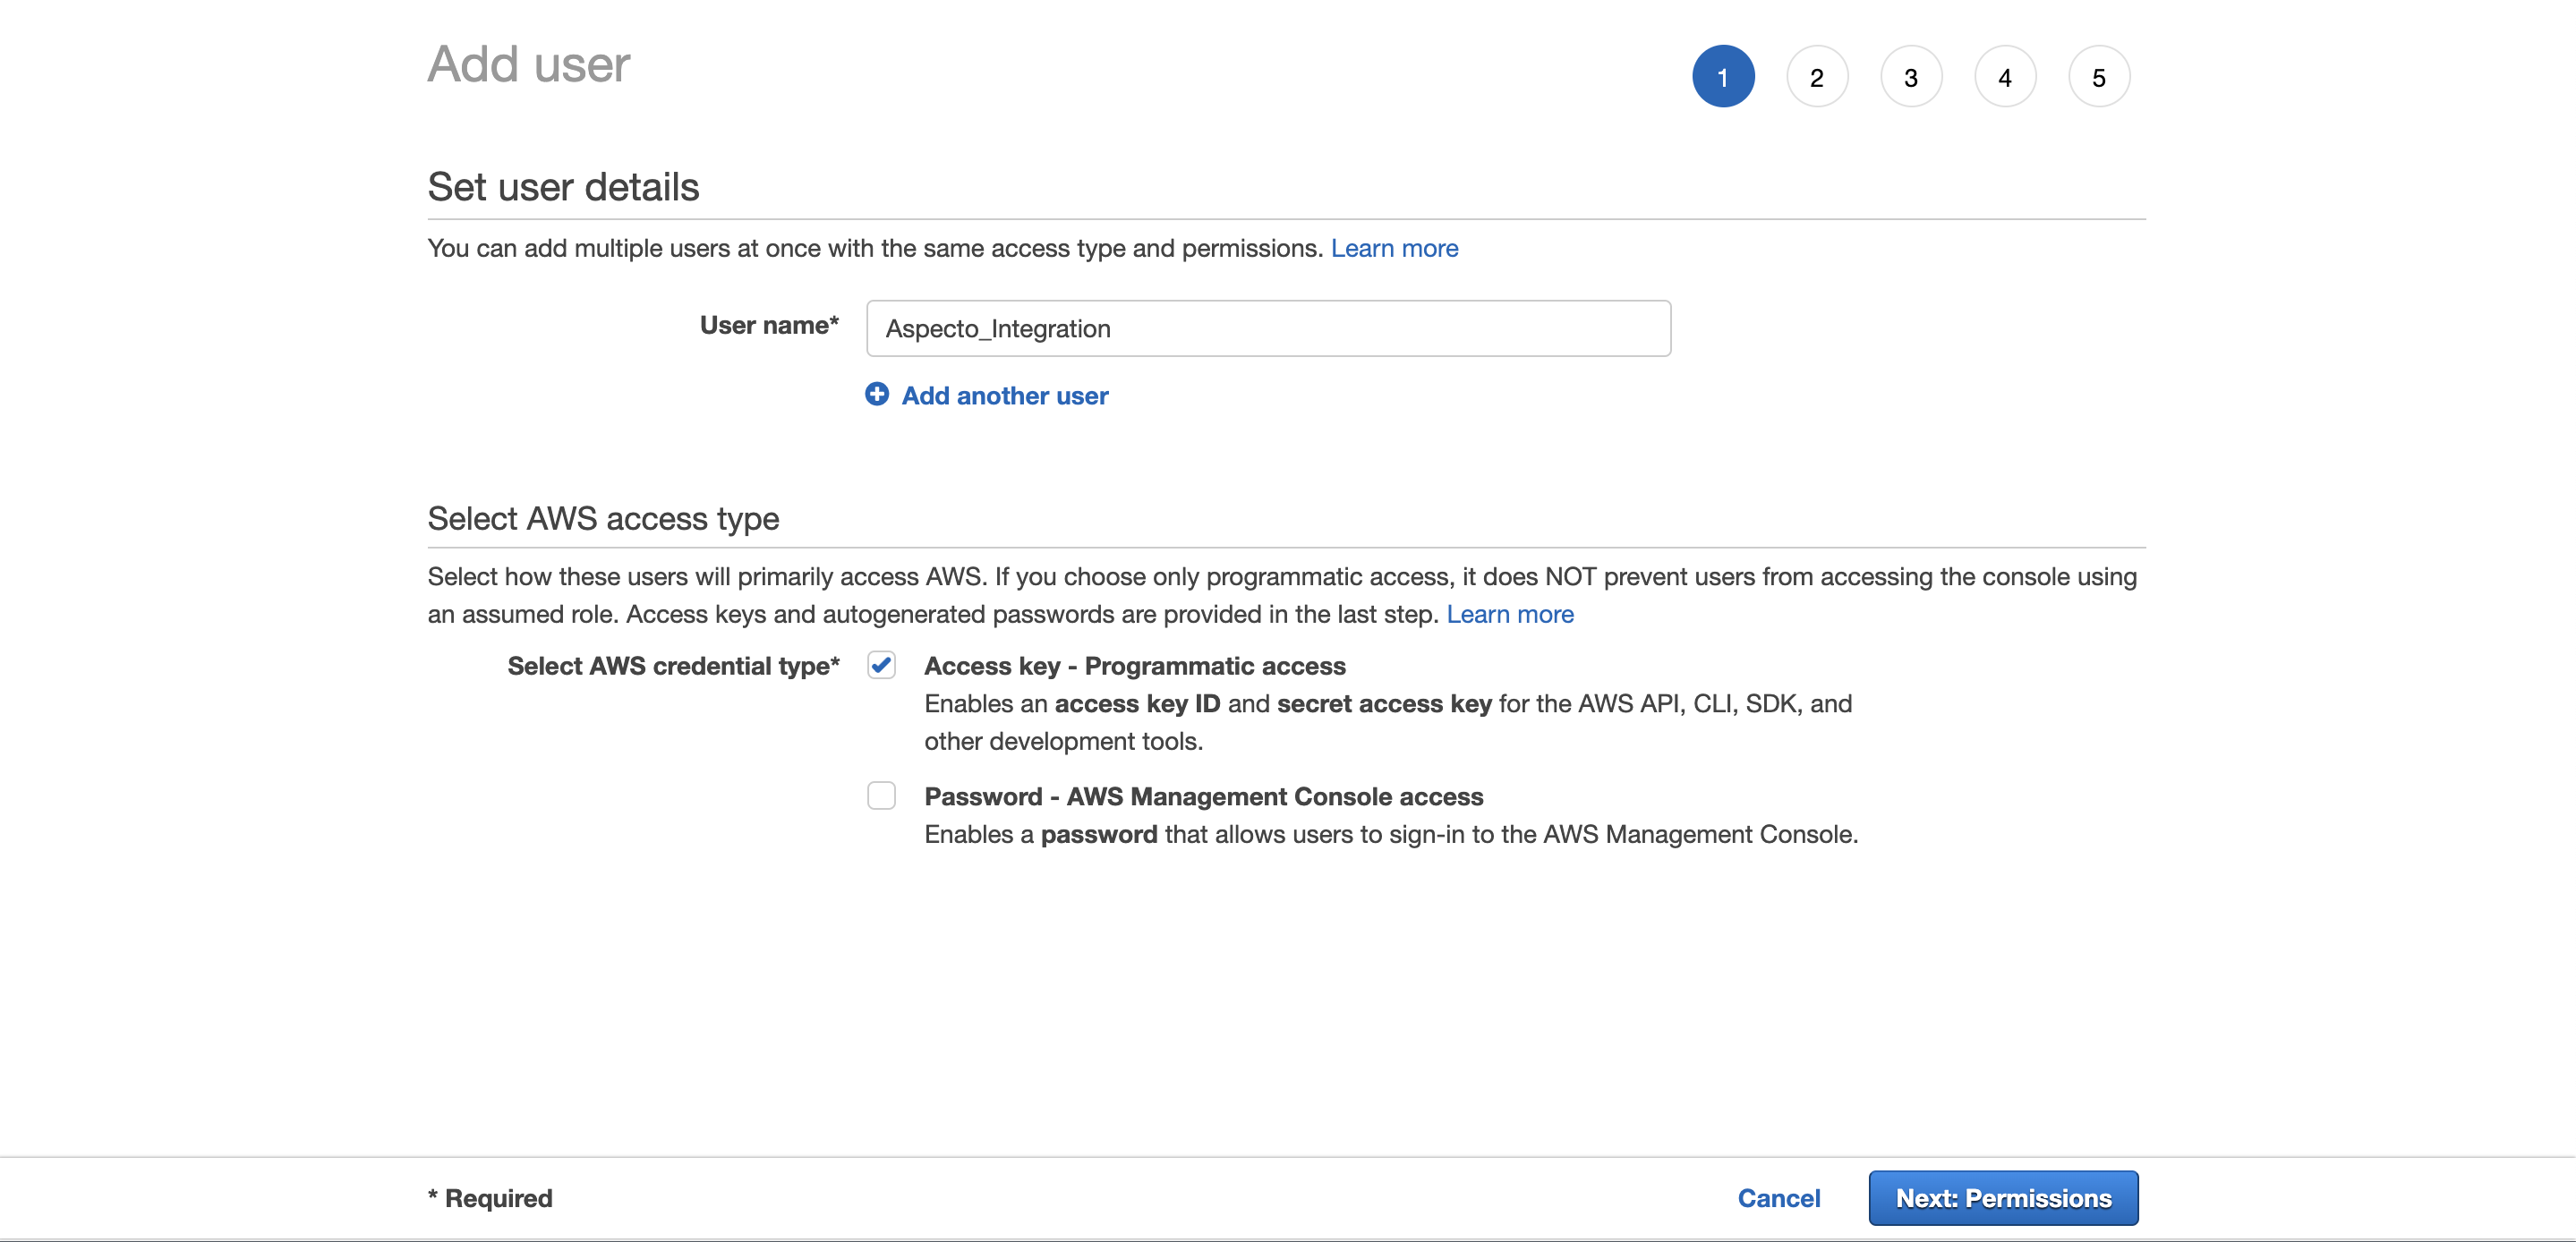 Add user
1 2 3 4 5
Set user details
You can add multiple users at once with the same access type and permissions. Learn more
User name* Aspecto_Integration
Add another user
Select AWS access type
Select how these users will primarily access AWS. If you choose only programmatic access, it does NOT prevent users from accessing the console using
an assumed role. Access keys and autogenerated passwords are provided in the last step. Learn more
Select AWS credential type* Access key - Programmatic access
Enables an access key ID and secret access key for the AWS API, CLI, SDK, and
other development tools.
Password - AWS Management Console access
Enables a password that allows users to sign-in to the AWS Management Console.
* Required Cancel Next: Permissions